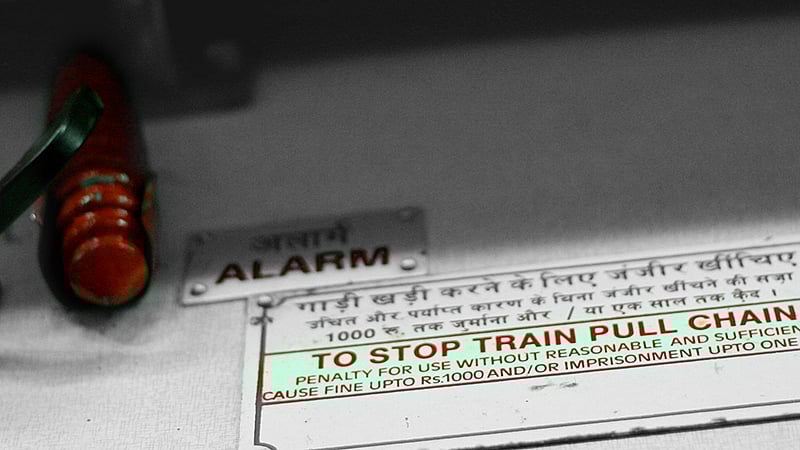 अलार्म
ALARM
गाड़ी खड़ी करने के लिए जंजीर खींचिए
उचित और पर्याप्त कारण के बिना जंजीर खींचने की सजा
1000 रु. तक जुर्माना और / या एक साल तक कैद ।
TO STOP TRAIN PULL CHAIN
PENALTY FOR USE WITHOUT REASONABLE AND SUFFICIEN
CAUSE FINE UPTO Rs.1000 AND/OR IMPRISONMENT UPTO ONE